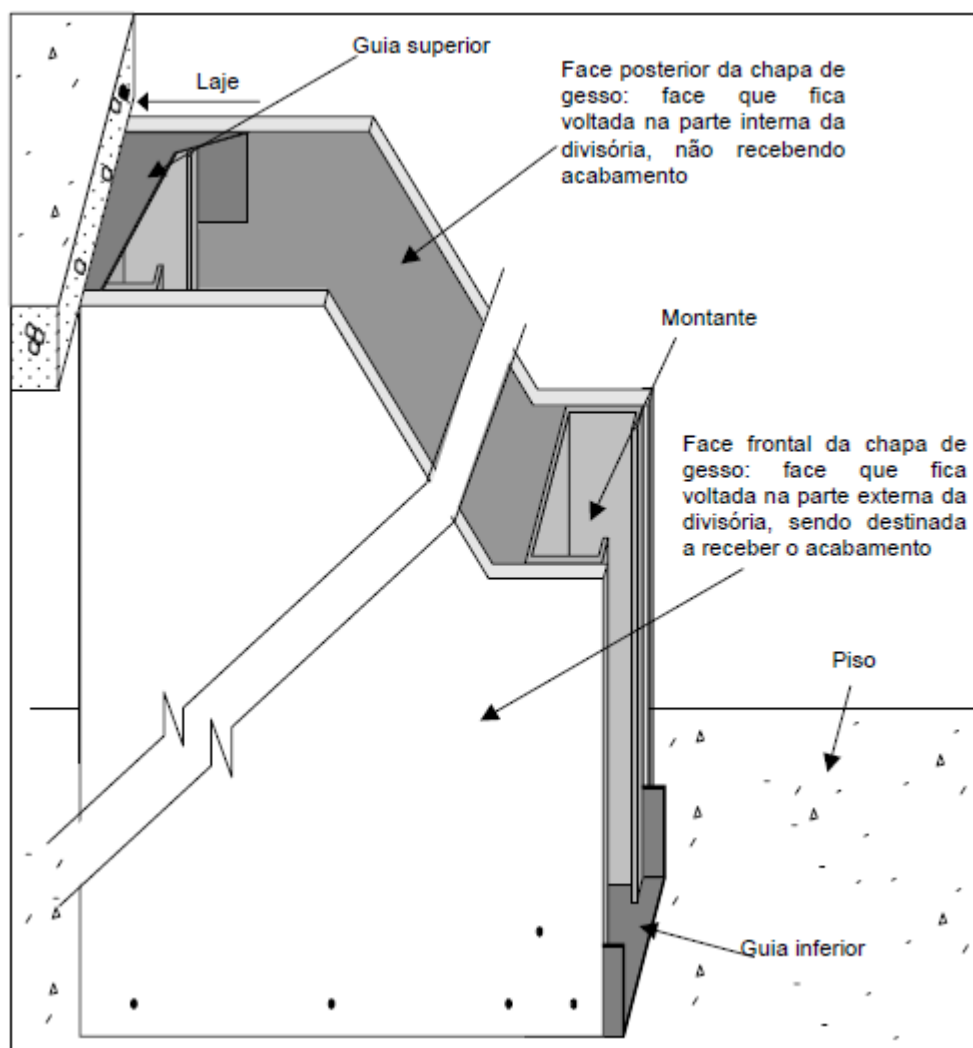 Guia superior
Laje
Face posterior da chapa de
gesso: face que fica
voltada na parte interna da
divisória, não recebendo
acabamento
Montante
Face frontal da chapa de
gesso: face que fica
voltada na parte externa da
divisória, sendo destinada
a receber o acabamento
Piso
Guia inferior